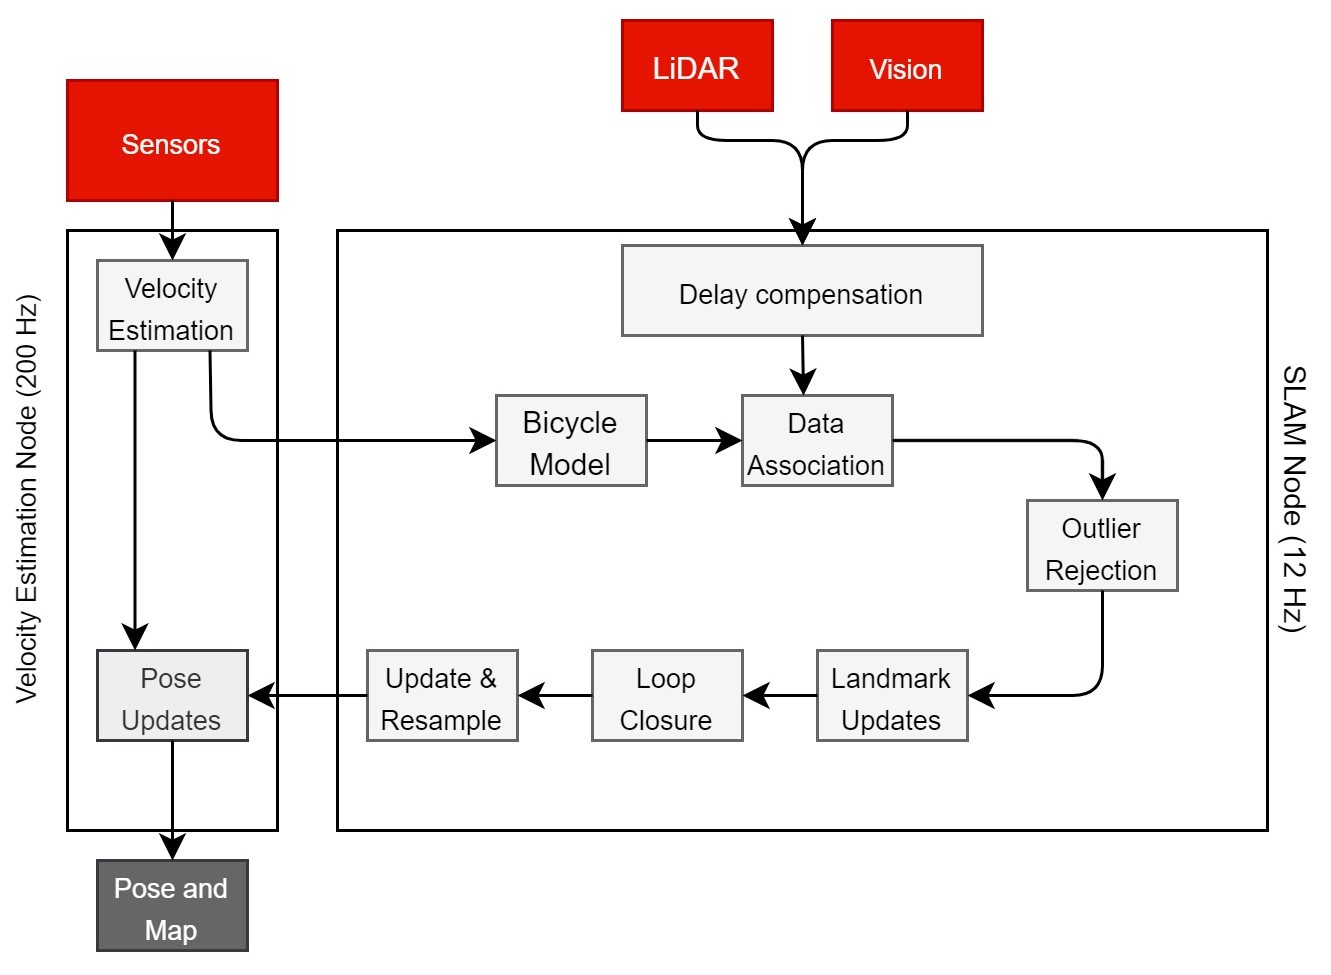 LiDAR
Vision
Sensors
Velocity
Estimation
Delay compensation
Velocity Estimation Node (200 Hz)
SLAM Node (12 Hz)
Bicycle
Model
Data
Association
Outlier
Rejection
Pose
Updates
Update &
Resample
Loop
Closure
Landmark
Updates
Pose and
Map